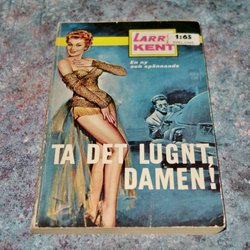 LARRY
KENT
1:65
En ny
och spännande
TA DET LUGNT,
DAMEN!